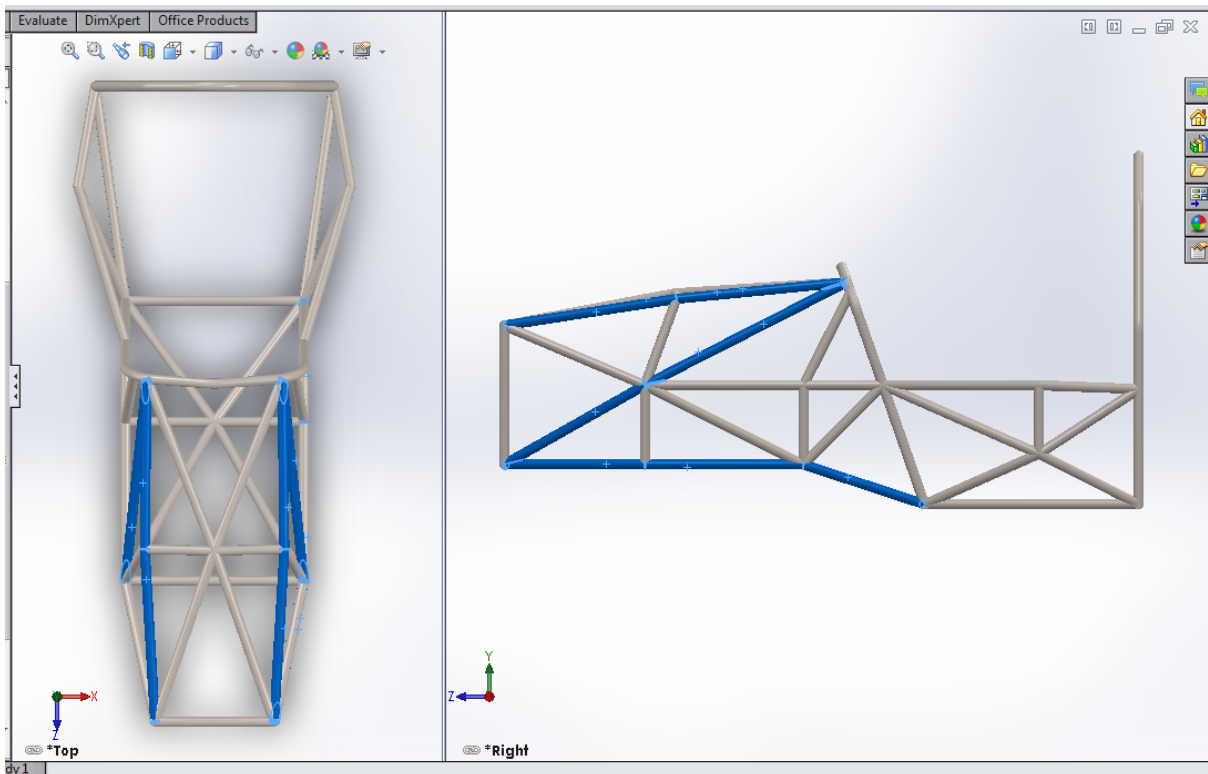 Evaluate DimXpert Office Products
X
Z
*Top
Y
Z
*Right
dy 1